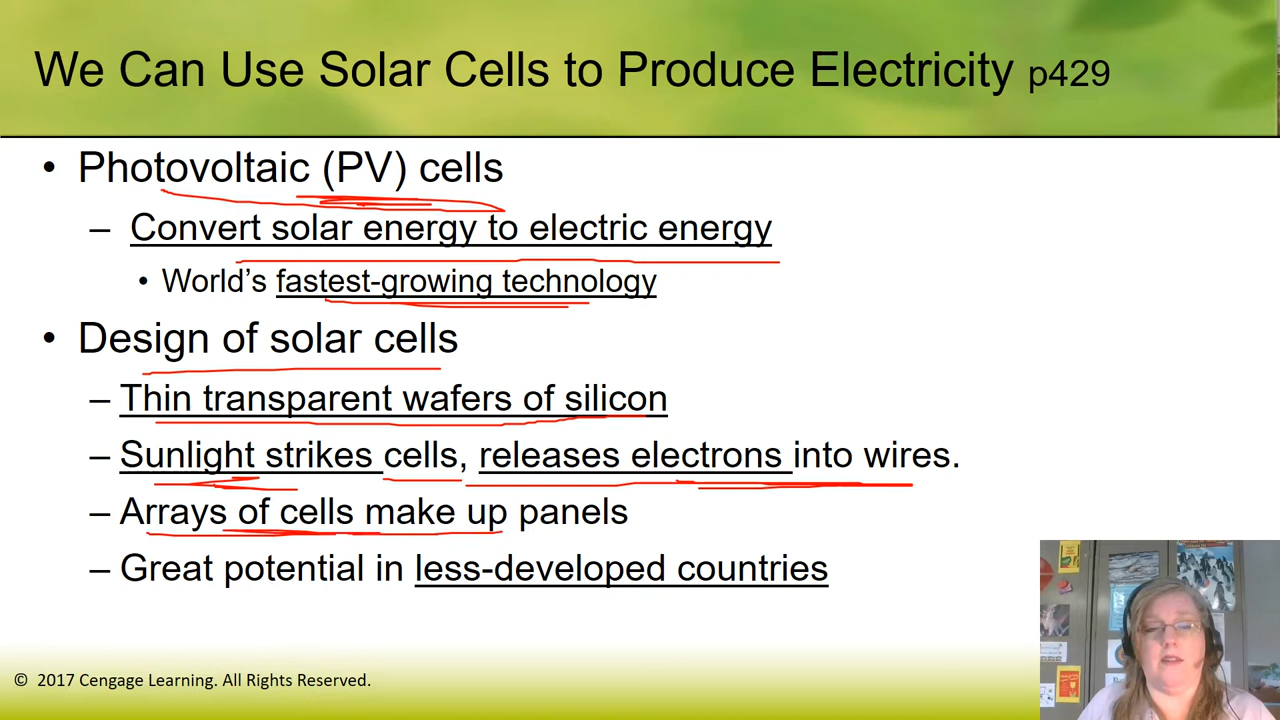 We Can Use Solar Cells to Produce Electricity p429
• Photovoltaic (PV) cells
– Convert solar energy to electric energy
• World’s fastest-growing technology
• Design of solar cells
– Thin transparent wafers of silicon
– Sunlight strikes cells, releases electrons into wires.
– Arrays of cells make up panels
– Great potential in less-developed countries
© 2017 Cengage Learning. All Rights Reserved.